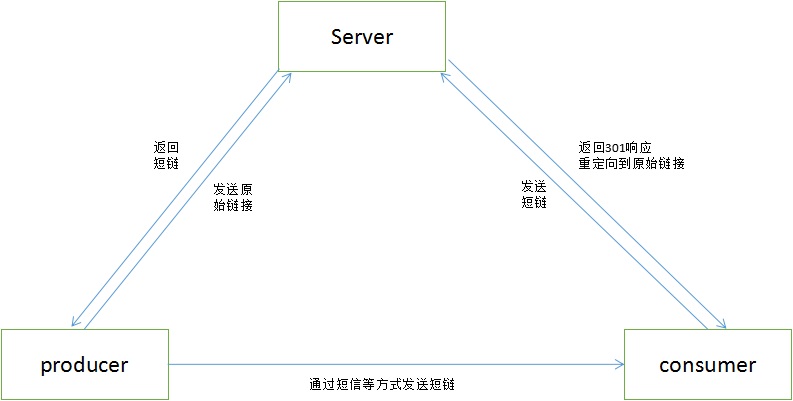 Server
返回
短链
发送原
始链接
返回301响应
重定向到原始链接
发送
短链
producer
consumer
通过短信等方式发送短链